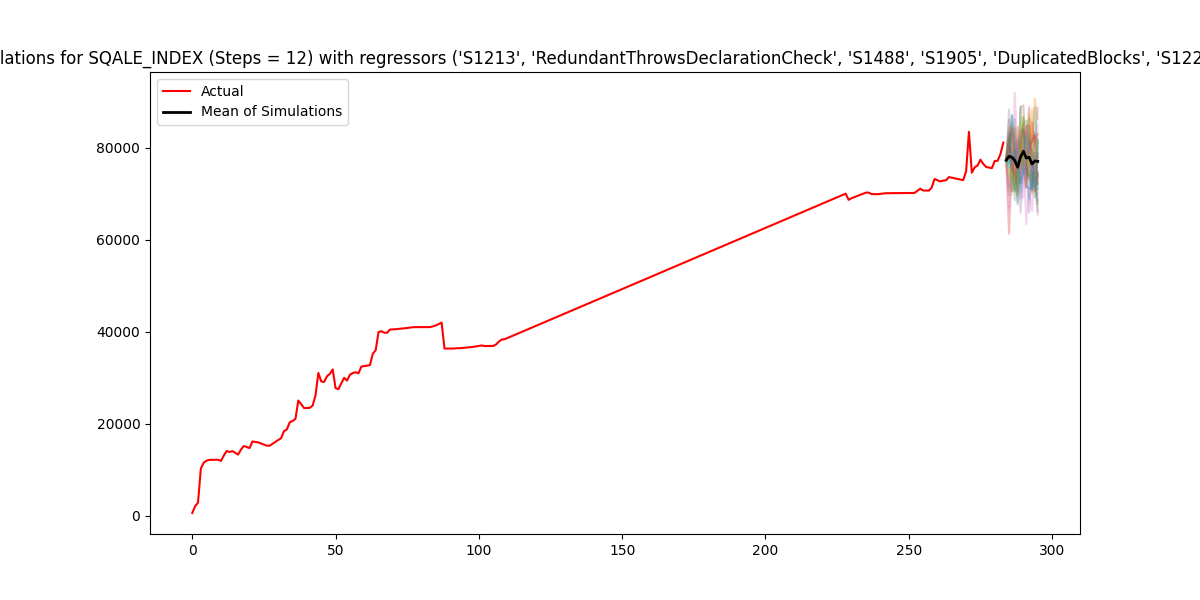 lations for SQALE_INDEX (Steps = 12) with regressors ('S1213', 'RedundantThrowsDeclarationCheck', 'S1488', 'S1905', 'DuplicatedBlocks', 'S122
Actual
Mean of Simulations
80000
60000
40000
20000
0
0 50 100 150 200 250 300